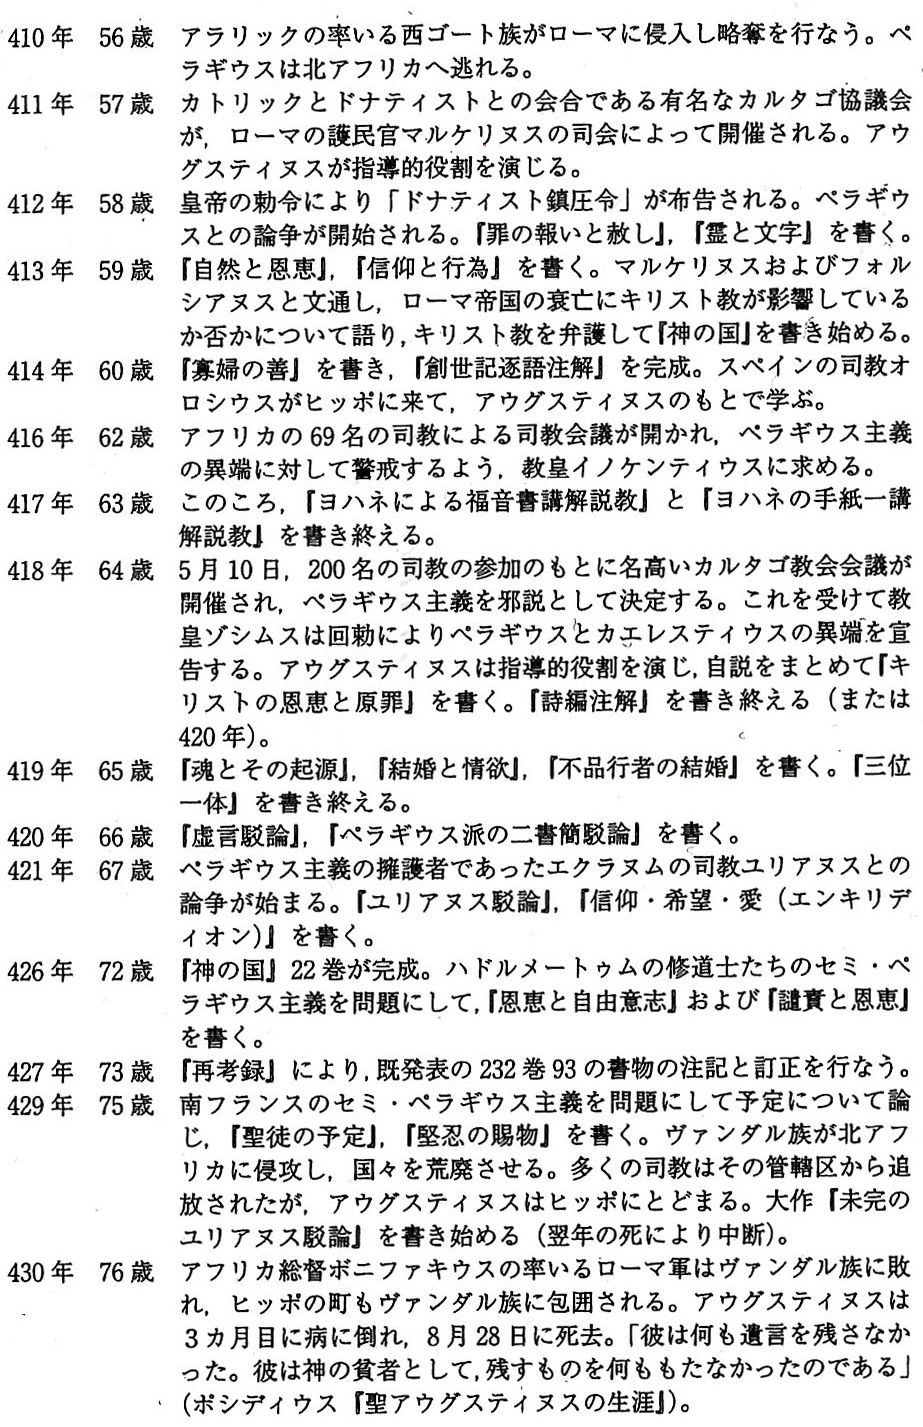 410年 56歳 アラリックの率いる西ゴート族がローマに侵入し略奪を行なう。ペ
ラギウスは北アフリカへ逃れる。
411年 57歳 カトリックとドナティストとの会合である有名なカルタゴ協議会
が，ローマの護民官マルケリヌスの司会によって開催される。アウ
グスティヌスが指導的役割を演じる。
412年 58歳 皇帝の勅令により「ドナティスト鎮圧令」が布告される。ペラギウ
スとの論争が開始される。『罪の報いと赦し』，『霊と文字』を書く。
413年 59歳 『自然と恩恵』，『信仰と行為』を書く。マルケリヌスおよびフォル
シアヌスと文通し，ローマ帝国の衰亡にキリスト教が影響している
か否かについて語り，キリスト教を弁護して『神の国』を書き始める。
414年 60歳 『寡婦の善』を書き，『創世記逐語注解』を完成。スペインの司教オ
ロシウスがヒッポに来て，アウグスティヌスのもとで学ぶ。
416年 62歳 アフリカの69名の司教による司教会議が開かれ，ペラギウス主義
の異端に対して警戒するよう，教皇イノケンティウスに求める。
417年 63歳 このころ，『ヨハネによる福音書講解説教』と『ヨハネの手紙一講
解説教』を書き終える。
418年 64歳 5月10日，200名の司教の参加のもとに名高いカルタゴ教会会議が
開催され，ペラギウス主義を邪説として決定する。これを受けて教
皇ゾシムスは回勅によりペラギウスとカエレスティウスの異端を宣
告する。アウグスティヌスは指導的役割を演じ，自説をまとめて『キ
リストの恩恵と原罪』を書く。『詩編注解』を書き終える（または
420年）。
419年 65歳 『魂とその起源』，『結婚と情欲』，『不品行者の結婚』を書く。『三位
一体』を書き終える。
420年 66歳 『虚言駁論』，『ペラギウス派の二書簡駁論』を書く。
421年 67歳 ペラギウス主義の擁護者であったエクラヌムの司教ユリアヌスとの
論争が始まる。『ユリアヌス駁論』，『信仰・希望・愛（エンキリデ
ィオン）』を書く。
426年 72歳 『神の国』22巻が完成。ハドルメートゥムの修道士たちのセミ・ペ
ラギウス主義を問題にして，『恩恵と自由意志』および『譴責と恩恵』
を書く。
427年 73歳 『再考録』により，既発表の232巻93の書物の注記と訂正を行なう。
429年 75歳 南フランスのセミ・ペラギウス主義を問題にして予定について論
じ，『聖徒の予定』，『堅忍の賜物』を書く。ヴァンダル族が北アフ
リカに侵攻し，国々を荒廃させる。多くの司教はその管轄区から追
放されたが，アウグスティヌスはヒッポにとどまる。大作『未完の
ユリアヌス駁論』を書き始める（翌年の死により中断）。
430年 76歳 アフリカ総督ボニファキウスの率いるローマ軍はヴァンダル族に敗
れ，ヒッポの町もヴァンダル族に包囲される。アウグスティヌスは
3カ月目に病に倒れ，8月28日に死去。「彼は何も遺言を残さなか
った。彼は神の貧者として，残すものを何ももたなかったのである」
（ポシディウス『聖アウグスティヌスの生涯』）。